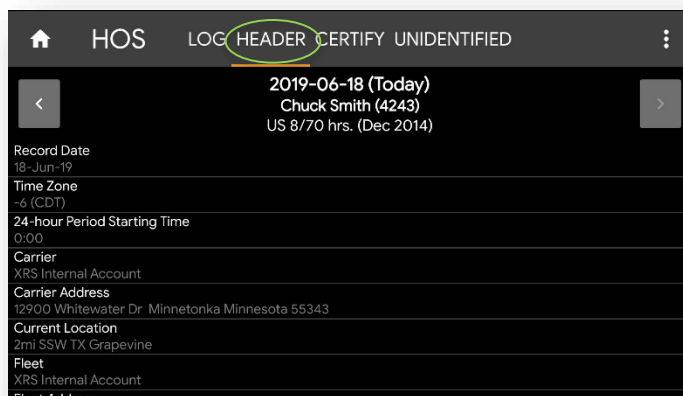 HOS LOG HEADER CERTIFY UNIDENTIFIED
2019-06-18 (Today)
Chuck Smith (4243)
US 8/70 hrs. (Dec 2014)
Record Date
18-Jun-19
Time Zone
-6 (CDT)
24-hour Period Starting Time
0:00
Carrier
XRS Internal Account
Carrier Address
12900 Whitewater Dr Minnetonka Minnesota 55343
Current Location
2mi SSW TX Grapevine
Fleet
XRS Internal Account